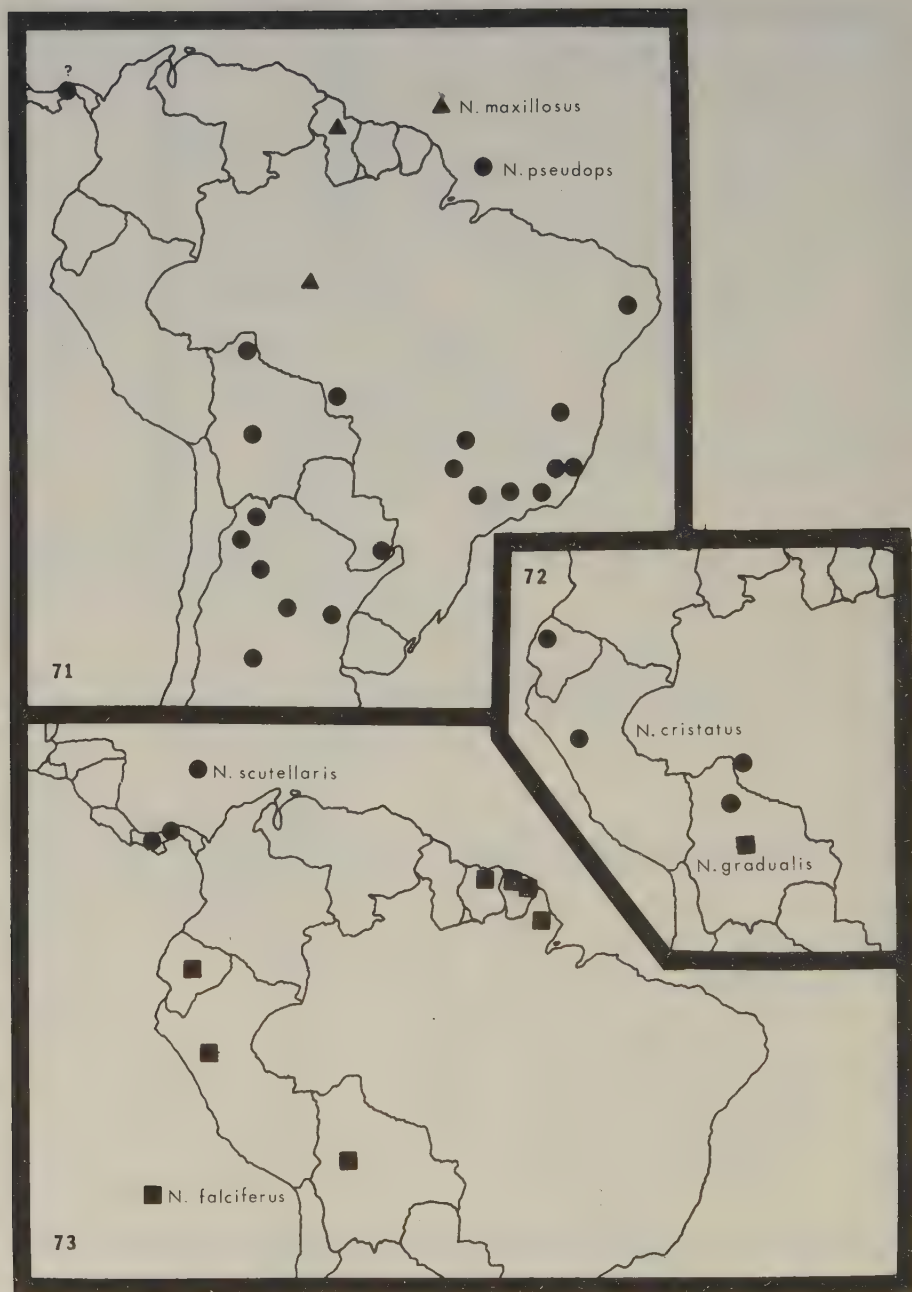 ?
N. maxillosus
N. pseudops
71
72
N. cristatus
N. gradualis
N. scutellaris
N. falciferus
73